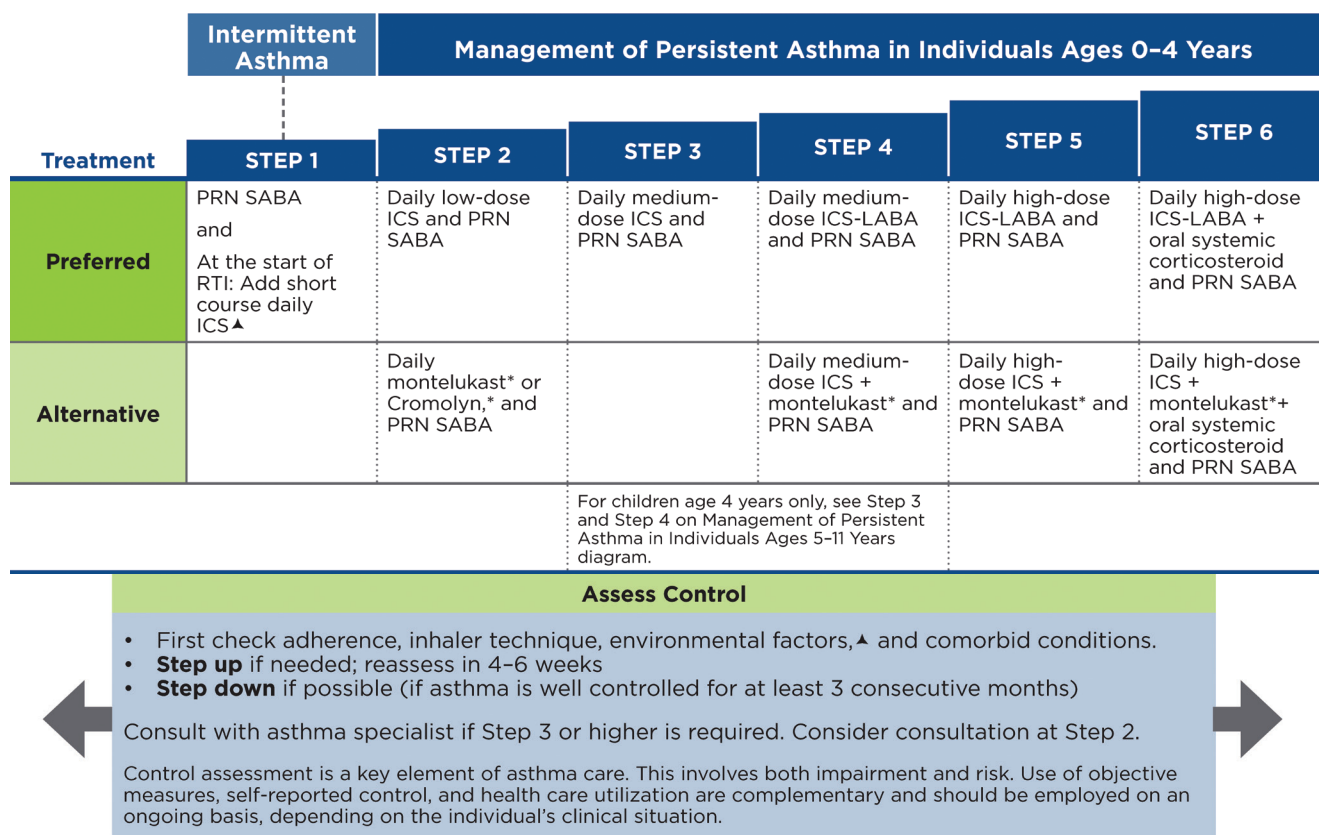 Intermittent
Asthma
Management of Persistent Asthma in Individuals Ages 0–4 Years
Treatment
STEP 1
STEP 2
STEP 3
STEP 4
STEP 5
STEP 6
Preferred
PRN SABA
and
At the start of
RTI: Add short
course daily
ICS▲
Daily low-dose
ICS and PRN
SABA
Daily medium-
dose ICS and
PRN SABA
Daily medium-
dose ICS-LABA
and PRN SABA
Daily high-dose
ICS-LABA and
PRN SABA
Daily high-dose
ICS-LABA +
oral systemic
corticosteroid
and PRN SABA
Alternative
Daily
montelukast* or
Cromolyn,* and
PRN SABA
Daily medium-
dose ICS +
montelukast* and
PRN SABA
Daily high-
dose ICS +
montelukast* and
PRN SABA
Daily high-dose
ICS +
montelukast*+
oral systemic
corticosteroid
and PRN SABA
For children age 4 years only, see Step 3
and Step 4 on Management of Persistent
Asthma in Individuals Ages 5–11 Years
diagram.
Assess Control
• First check adherence, inhaler technique, environmental factors,▲ and comorbid conditions.
• Step up if needed; reassess in 4–6 weeks
• Step down if possible (if asthma is well controlled for at least 3 consecutive months)
Consult with asthma specialist if Step 3 or higher is required. Consider consultation at Step 2.
Control assessment is a key element of asthma care. This involves both impairment and risk. Use of objective
measures, self-reported control, and health care utilization are complementary and should be employed on an
ongoing basis, depending on the individual's clinical situation.